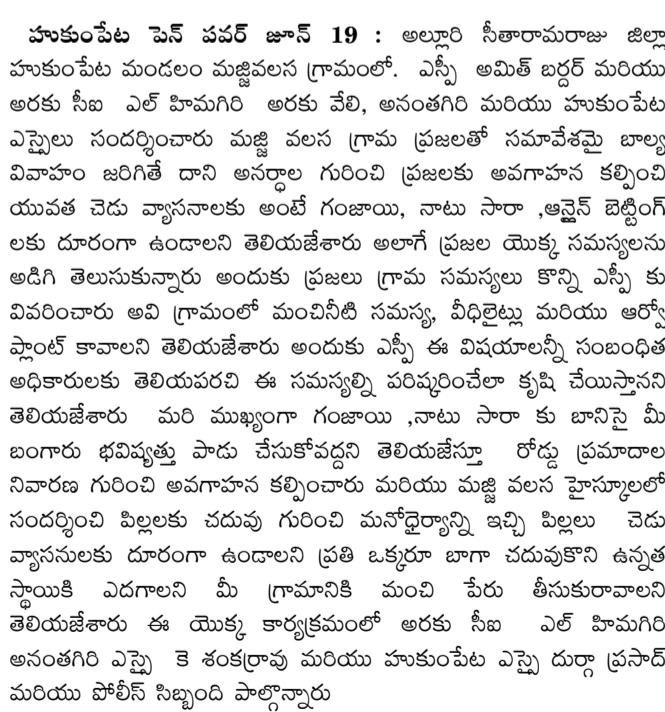 హుకుంపేట పెన్ పవర్ జూన్ 19 : అల్లూరి సీతారామరాజు జిల్లా
హుకుంపేట మండలం మజ్జివలస గ్రామంలో. ఎస్పీ అమిత్ బర్దర్ మరియు
అరకు సీఐ ఎల్ హిమగిరి అరకు వేలి, అనంతగిరి మరియు హుకుంపేట
ఎస్సైలు సందర్శించారు మజ్జి వలస గ్రామ ప్రజలతో సమావేశమై బాల్య
వివాహం జరిగితే దాని అనర్ధాల గురించి ప్రజలకు అవగాహన కల్పించి
యువత చెడు వ్యాసనాలకు అంటే గంజాయి, నాటు సారా ,ఆన్లైన్ బెట్టింగ్
లకు దూరంగా ఉండాలని తెలియజేశారు అలాగే ప్రజల యొక్క సమస్యలను
అడిగి తెలుసుకున్నారు అందుకు ప్రజలు గ్రామ సమస్యలు కొన్ని ఎస్పీ కు
వివరించారు అవి గ్రామంలో మంచినీటి సమస్య, వీధిలైట్లు మరియు ఆర్వో
ప్లాంట్ కావాలని తెలియజేశారు అందుకు ఎస్పీ ఈ విషయాలన్నీ సంబంధిత
అధికారులకు తెలియపరచి ఈ సమస్యల్ని పరిష్కరించేలా కృషి చేయిస్తానని
తెలియజేశారు మరి ముఖ్యంగా గంజాయి ,నాటు సారా కు బానిసై మీ
బంగారు భవిష్యత్తు పాడు చేసుకోవద్దని తెలియజేస్తూ రోడ్డు ప్రమాదాల
నివారణ గురించి అవగాహన కల్పించారు మరియు మజ్జి వలస హైస్కూలలో
సందర్శించి పిల్లలకు చదువు గురించి మనోధైర్యాన్ని ఇచ్చి పిల్లలు చెడు
వ్యాసనులకు దూరంగా ఉండాలని ప్రతి ఒక్కరూ బాగా చదువుకొని ఉన్నత
స్థాయికి ఎదగాలని మీ గ్రామానికి మంచి పేరు తీసుకురావాలని
తెలియజేశారు ఈ యొక్క కార్యక్రమంలో అరకు సీఐ ఎల్ హిమగిరి
అనంతగిరి ఎస్సై కె శంకర్రావు మరియు హుకుంపేట ఎస్సై దుర్గా ప్రసాద్
మరియు పోలీస్ సిబ్బంది పాల్గొన్నారు